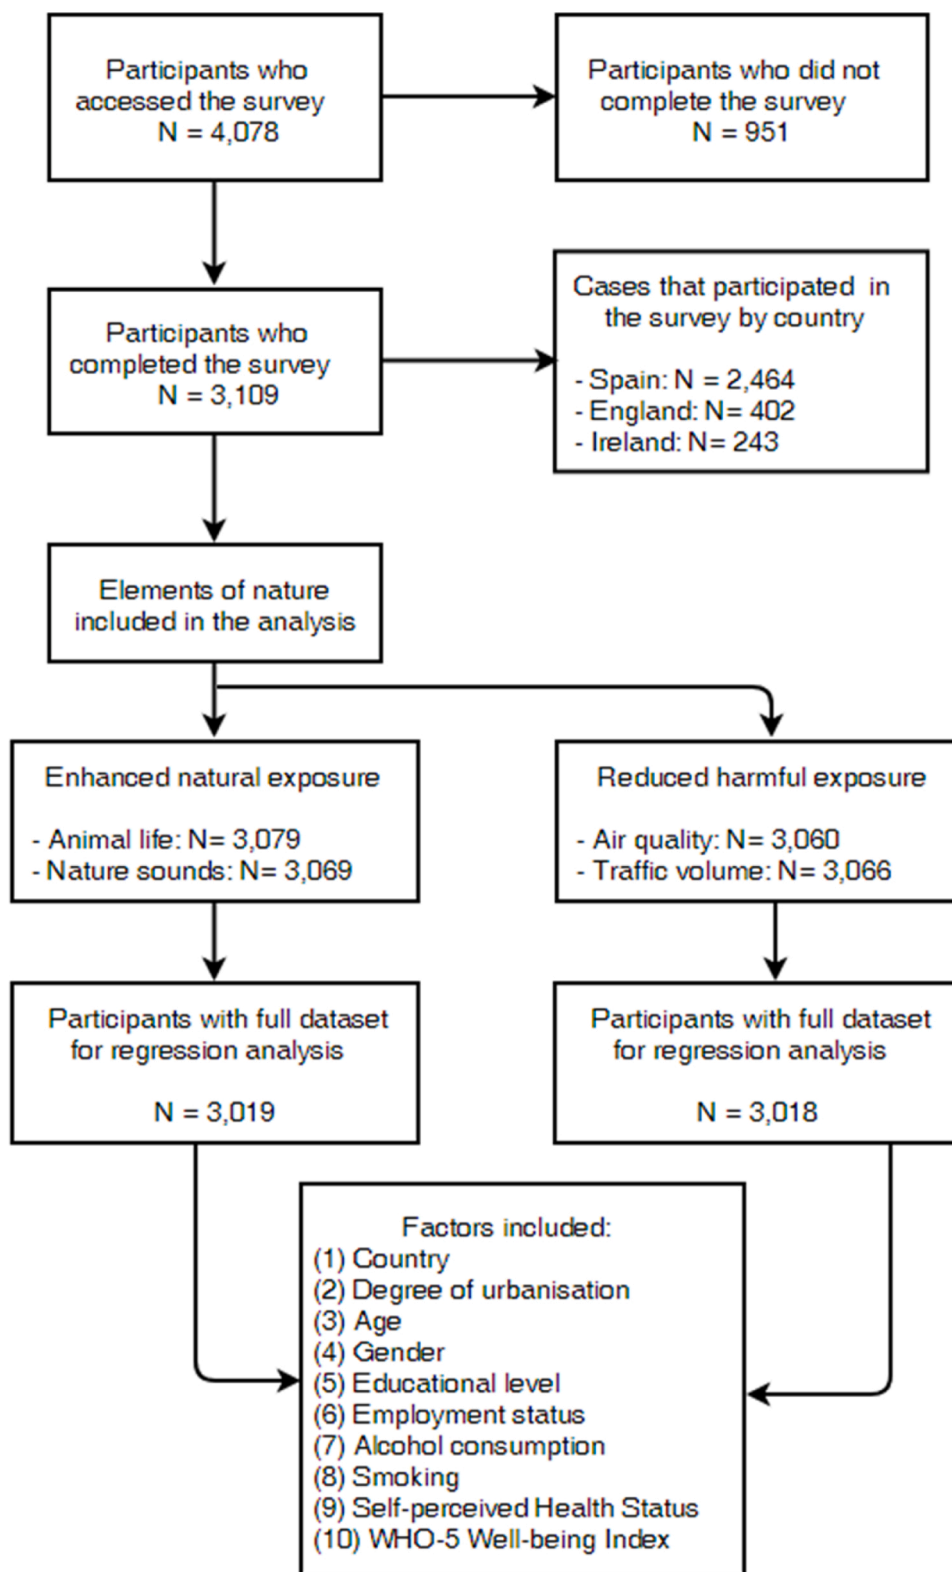 Participants who
accessed the survey
N = 4,078
Participants who did not
complete the survey
N = 951
Participants who
completed the survey
N = 3,109
Cases that participated in
the survey by country
- Spain: N = 2,464
- England: N= 402
- Ireland: N= 243
Elements of nature
included in the analysis
Enhanced natural exposure
- Animal life: N= 3,079
- Nature sounds: N= 3,069
Reduced harmful exposure
- Air quality: N= 3,060
- Traffic volume: N= 3,066
Participants with full dataset
for regression analysis
N = 3,019
Participants with full dataset
for regression analysis
N = 3,018
Factors included:
(1) Country
(2) Degree of urbanisation
(3) Age
(4) Gender
(5) Educational level
(6) Employment status
(7) Alcohol consumption
(8) Smoking
(9) Self-perceived Health Status
(10) WHO-5 Well-being Index